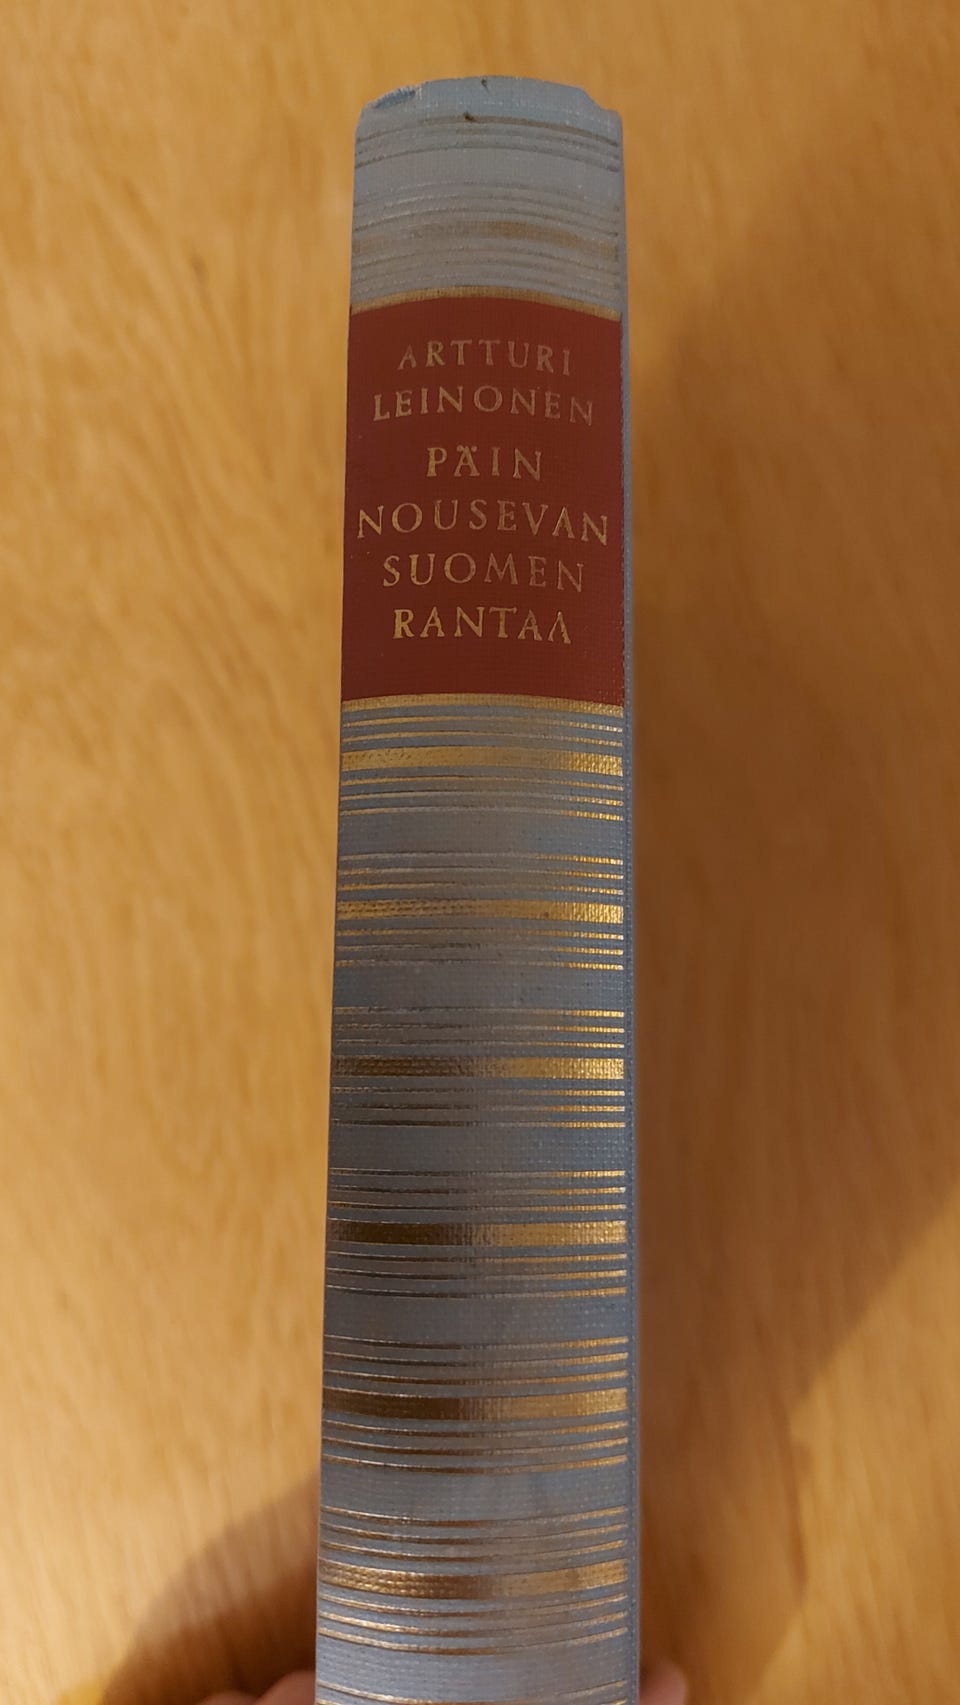 ARTTURI
LEINONEN
PÄIN
NOUSEVAN
SUOMEN
RANTAA